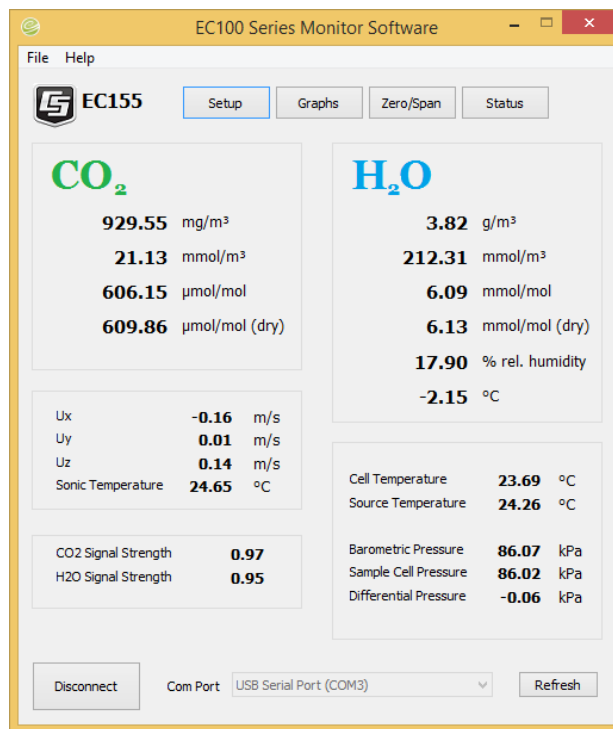 EC100 Series Monitor Software
File Help
EC155
Setup Graphs Zero/Span Status
CO₂
929.55 mg/m³
21.13 mmol/m³
606.15 µmol/mol
609.86 µmol/mol (dry)
H₂O
3.82 g/m³
212.31 mmol/m³
6.09 mmol/mol
6.13 mmol/mol (dry)
17.90 % rel. humidity
-2.15 °C
Ux -0.16 m/s
Uy 0.01 m/s
Uz 0.14 m/s
Sonic Temperature 24.65 °C
CO2 Signal Strength 0.97
H2O Signal Strength 0.95
Cell Temperature 23.69 °C
Source Temperature 24.26 °C
Barometric Pressure 86.07 kPa
Sample Cell Pressure 86.02 kPa
Differential Pressure -0.06 kPa
Disconnect Com Port USB Serial Port (COM3) Refresh